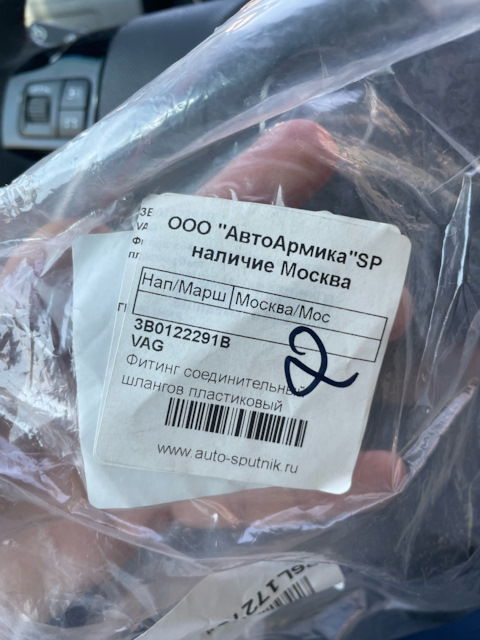 ООО "АвтоАрмика"SP
наличие Москва
Нап/Марш Москва/Мос
3B0122291B
VAG
2
Фитинг соединительный
шлангов пластиковый
www.auto-sputnik.ru